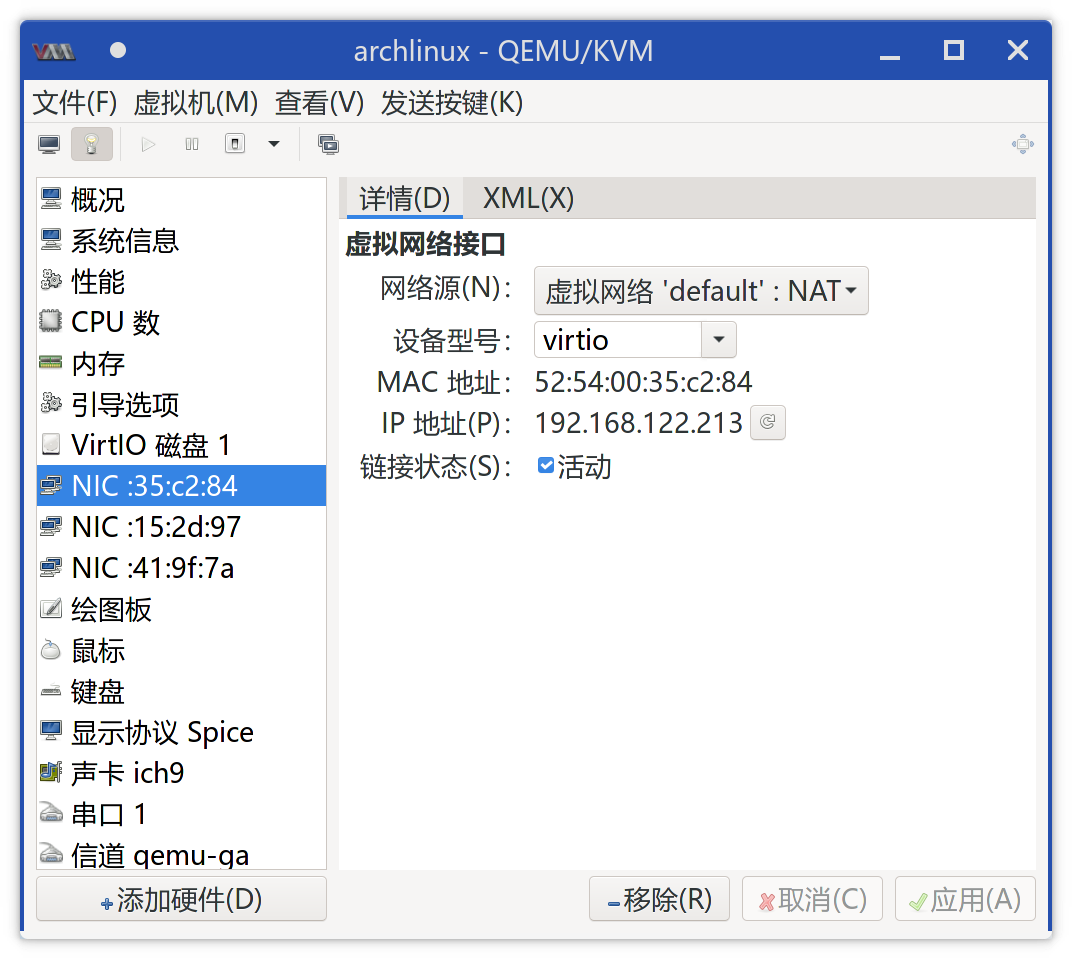 archlinux - QEMU/KVM
文件(F) 虚拟机(M) 查看(V) 发送按键(K)
概况
系统信息
性能
CPU 数
内存
引导选项
VirtIO 磁盘 1
NIC :35:c2:84
NIC :15:2d:97
NIC :41:9f:7a
绘图板
鼠标
键盘
显示协议 Spice
声卡 ich9
串口 1
信道 qemu-ga
添加硬件(D)
详情(D) XML(X)
虚拟网络接口
网络源(N)： 虚拟网络 'default' : NAT
设备型号： virtio
MAC 地址： 52:54:00:35:c2:84
IP 地址(P)： 192.168.122.213
链接状态(S)： 活动
移除(R) 取消(C) 应用(A)